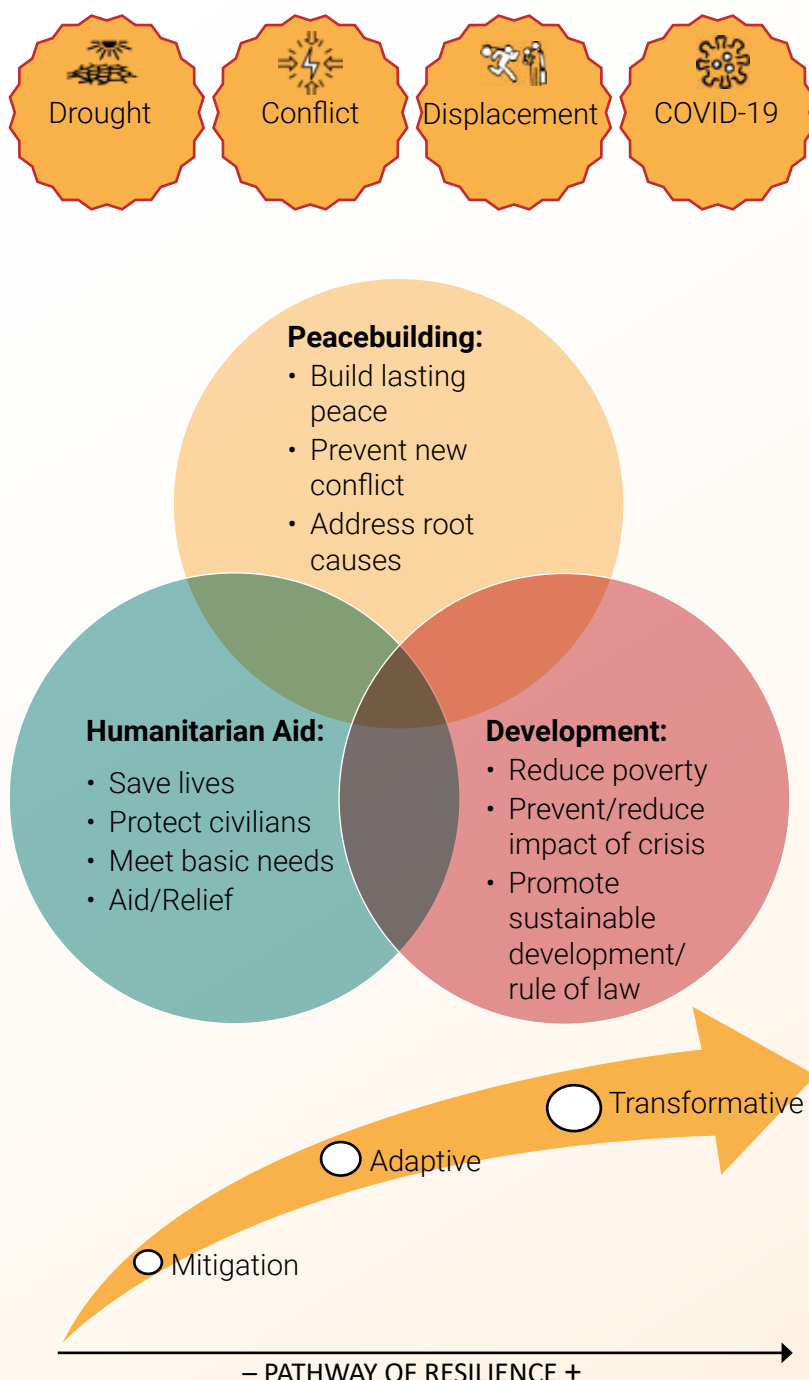 Drought
Conflict
Displacement
COVID-19
Peacebuilding:
• Build lasting
peace
• Prevent new
conflict
• Address root
causes
Humanitarian Aid:
• Save lives
• Protect civilians
• Meet basic needs
• Aid/Relief
Development:
• Reduce poverty
• Prevent/reduce
impact of crisis
• Promote
sustainable
development/
rule of law
Transformative
Adaptive
Mitigation
– PATHWAY OF RESILIENCE +